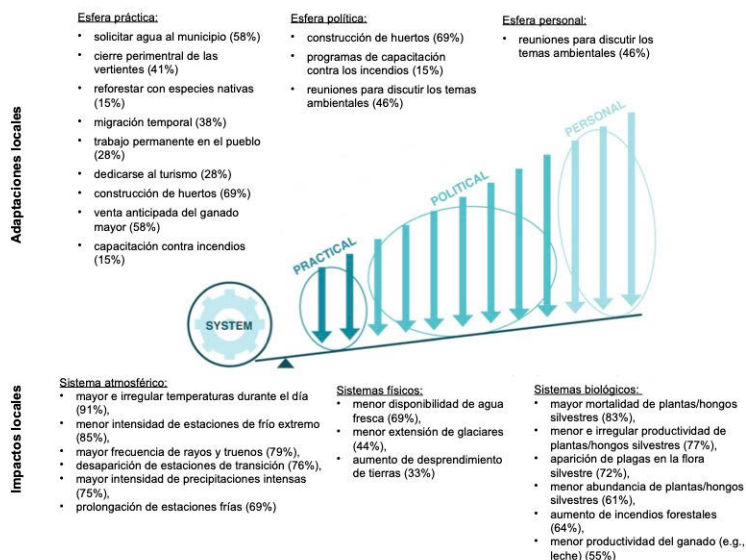 Esfera práctica:
• solicitar agua al municipio (58%)
• cierre perimentral de las
vertientes (41%)
• reforestar con especies nativas
(15%)
• migración temporal (38%)
• trabajo permanente en el pueblo
(28%)
• dedicarse al turismo (28%)
• construcción de huertos (69%)
• venta anticipada del ganado
mayor (58%)
• capacitación contra incendios
(15%)
Esfera política:
• construcción de huertos (69%)
• programas de capacitación
contra los incendios (15%)
• reuniones para discutir los temas
ambientales (46%)
Esfera personal:
• reuniones para discutir los
temas ambientales (46%)
Adaptaciones locales
SYSTEM
PRACTICAL
POLITICAL
PERSONAL
Impactos locales
Sistema atmosférico:
• mayor e irregular temperaturas durante el día
(91%),
• menor intensidad de estaciones de frío extremo
(85%),
• mayor frecuencia de rayos y truenos (79%),
• desaparición de estaciones de transición (76%),
• mayor intensidad de precipitaciones intensas
(75%),
• prolongación de estaciones frías (69%)
Sistemas físicos:
• menor disponibilidad de agua
fresca (69%),
• menor extensión de glaciares
(44%),
• aumento de desprendimiento
de tierras (33%)
Sistemas biológicos:
• mayor mortalidad de plantas/hongos
silvestres (83%),
• menor e irregular productividad de
plantas/hongos silvestres (77%),
• aparición de plagas en la flora
silvestre (72%),
• menor abundancia de plantas/hongos
silvestres (61%),
• aumento de incendios forestales
(64%),
• menor productividad del ganado (e.g.,
leche) (55%)